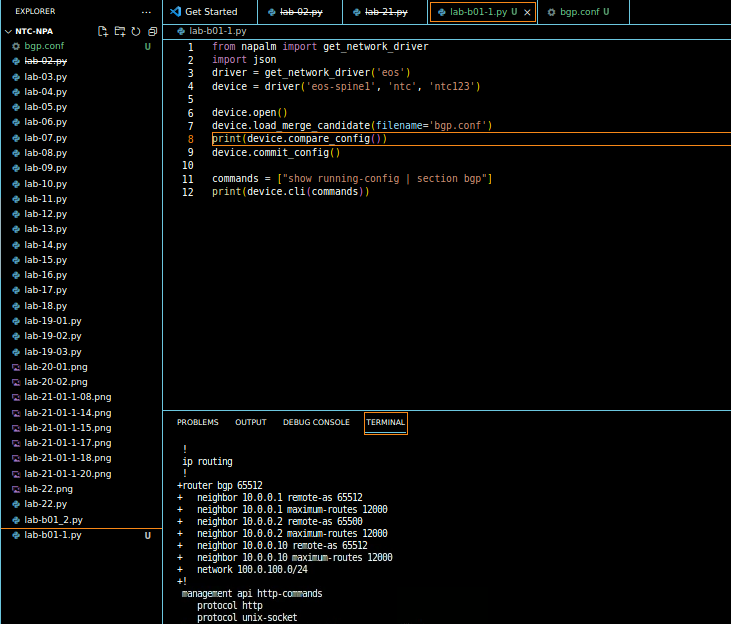 EXPLORER ...
NTC-NPA
bgp.conf U
lab-02.py
lab-03.py
lab-04.py
lab-05.py
lab-06.py
lab-07.py
lab-08.py
lab-09.py
lab-10.py
lab-11.py
lab-12.py
lab-13.py
lab-14.py
lab-15.py
lab-16.py
lab-17.py
lab-18.py
lab-19-01.py
lab-19-02.py
lab-19-03.py
lab-20-01.png
lab-20-02.png
lab-21-01-1-08.png
lab-21-01-1-14.png
lab-21-01-1-15.png
lab-21-01-1-17.png
lab-21-01-1-18.png
lab-21-01-1-20.png
lab-22.png
lab-22.py
lab-b01_2.py
lab-b01-1.py U
Get Started lab-02.py lab-21.py lab-b01-1.py U × bgp.conf U
lab-b01-1.py
1 from napalm import get_network_driver
2 import json
3 driver = get_network_driver('eos')
4 device = driver('eos-spine1', 'ntc', 'ntc123')
5
6 device.open()
7 device.load_merge_candidate(filename='bgp.conf')
8 print(device.compare_config())
9 device.commit_config()
10
11 commands = ["show running-config | section bgp"]
12 print(device.cli(commands))
PROBLEMS OUTPUT DEBUG CONSOLE TERMINAL
!
ip routing
!
+router bgp 65512
+ neighbor 10.0.0.1 remote-as 65512
+ neighbor 10.0.0.1 maximum-routes 12000
+ neighbor 10.0.0.2 remote-as 65500
+ neighbor 10.0.0.2 maximum-routes 12000
+ neighbor 10.0.0.10 remote-as 65512
+ neighbor 10.0.0.10 maximum-routes 12000
+ network 100.0.100.0/24
+!
management api http-commands
protocol http
protocol unix-socket